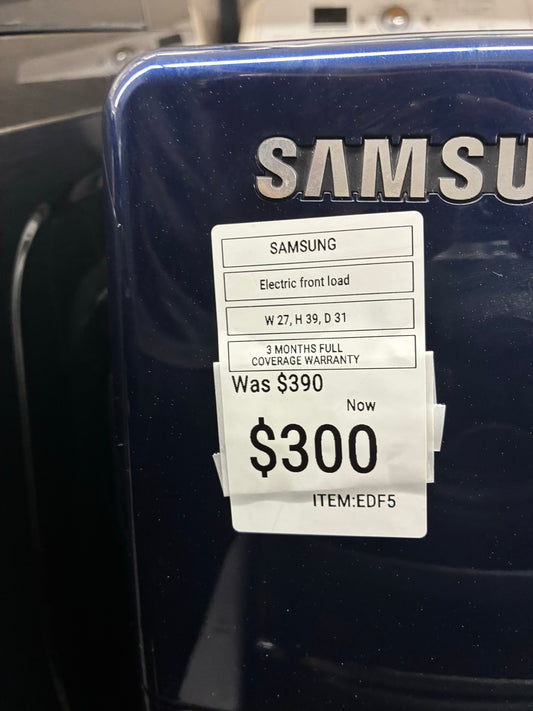 SAMSU
SAMSUNG
Electric front load
W 27, H 39, D 31
3 MONTHS FULL
COVERAGE WARRANTY
Was $390
Now
$300
ITEM:EDF5